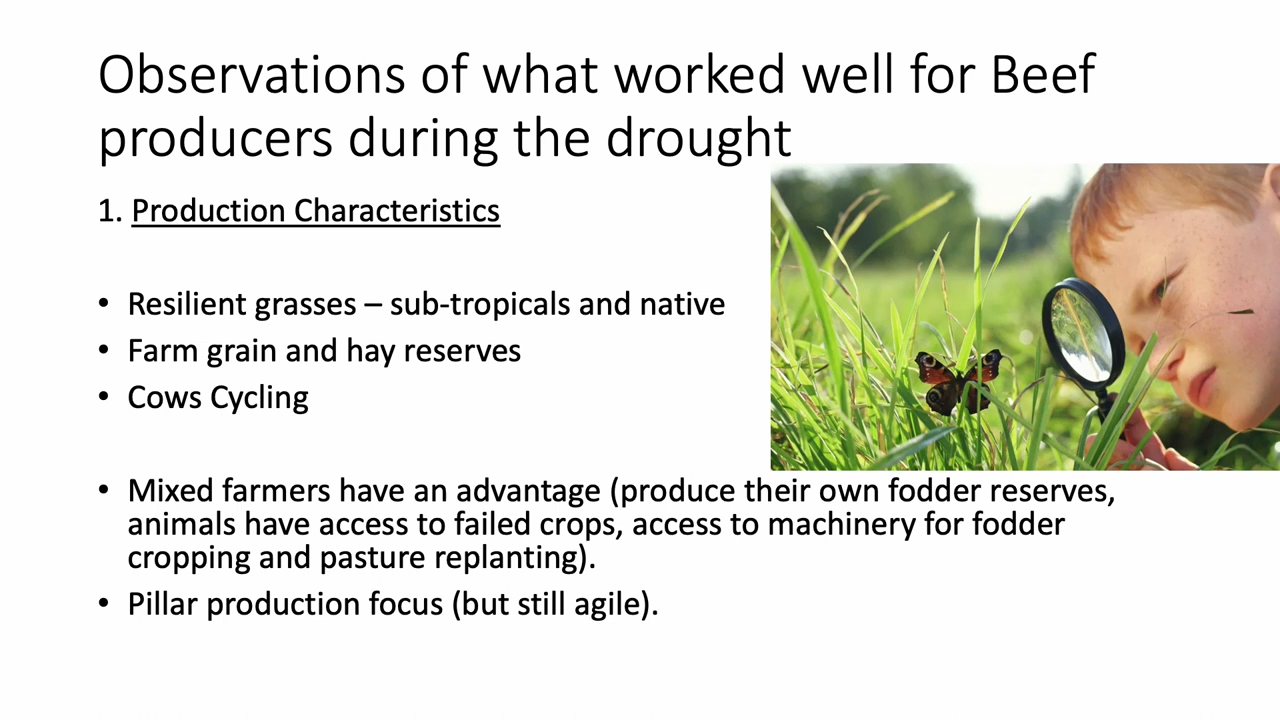 Observations of what worked well for Beef
producers during the drought
1. Production Characteristics
• Resilient grasses – sub-tropicals and native
• Farm grain and hay reserves
• Cows Cycling
• Mixed farmers have an advantage (produce their own fodder reserves,
animals have access to failed crops, access to machinery for fodder
cropping and pasture replanting).
• Pillar production focus (but still agile).